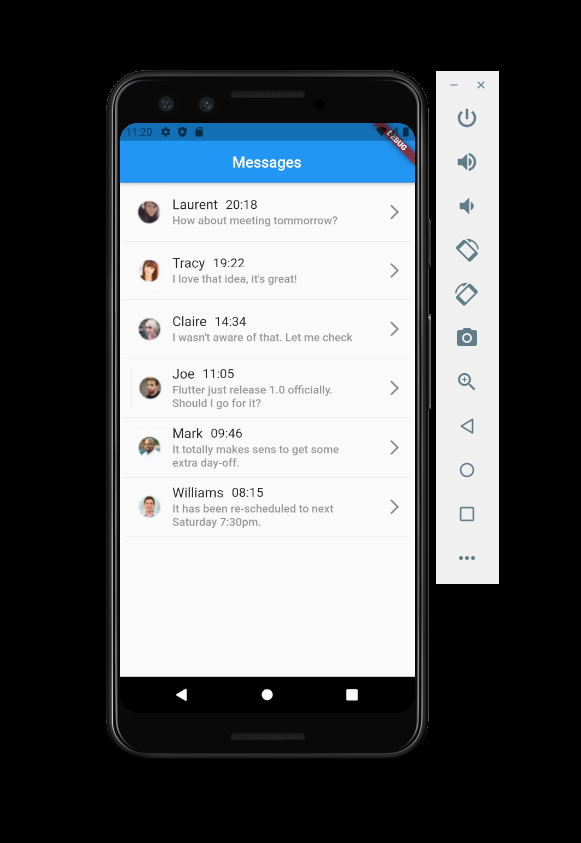 11:20
DEBUG
Messages
Laurent 20:18
How about meeting tommorrow?
Tracy 19:22
I love that idea, it's great!
Claire 14:34
I wasn't aware of that. Let me check
Joe 11:05
Flutter just release 1.0 officially.
Should I go for it?
Mark 09:46
It totally makes sens to get some
extra day-off.
Williams 08:15
It has been re-scheduled to next
Saturday 7:30pm.